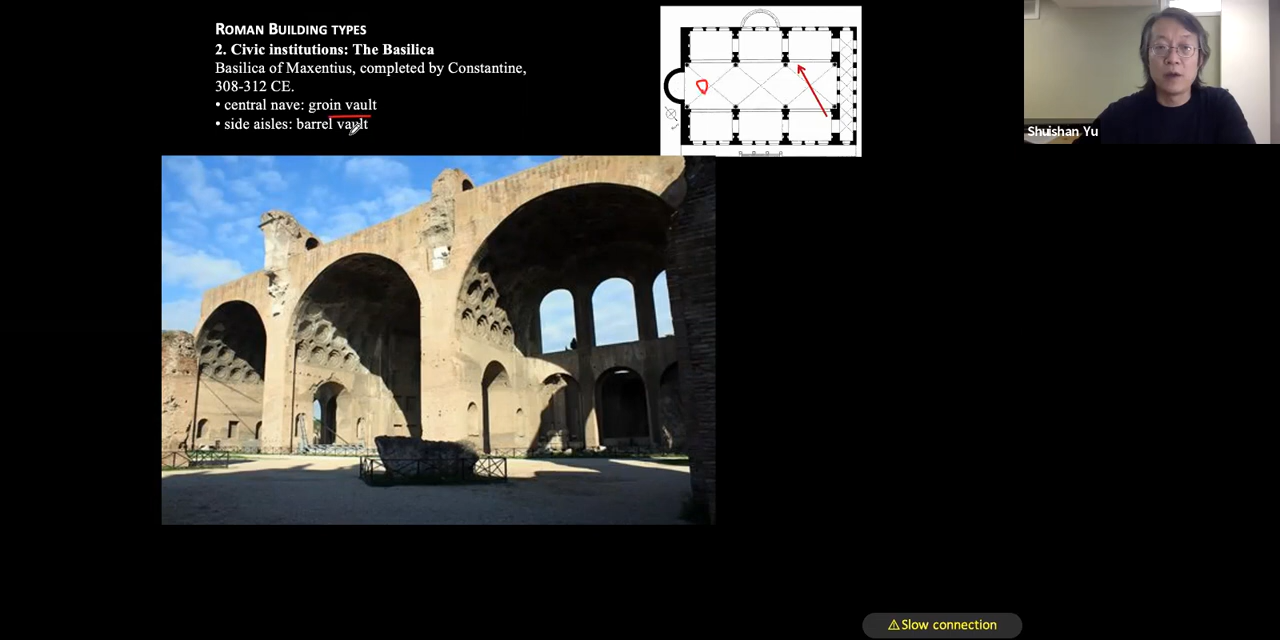 ROMAN BUILDING TYPES
2. Civic institutions: The Basilica
Basilica of Maxentius, completed by Constantine,
308-312 CE.
• central nave: groin vault
• side aisles: barrel vault
Shuishan Yu
⚠Slow connection